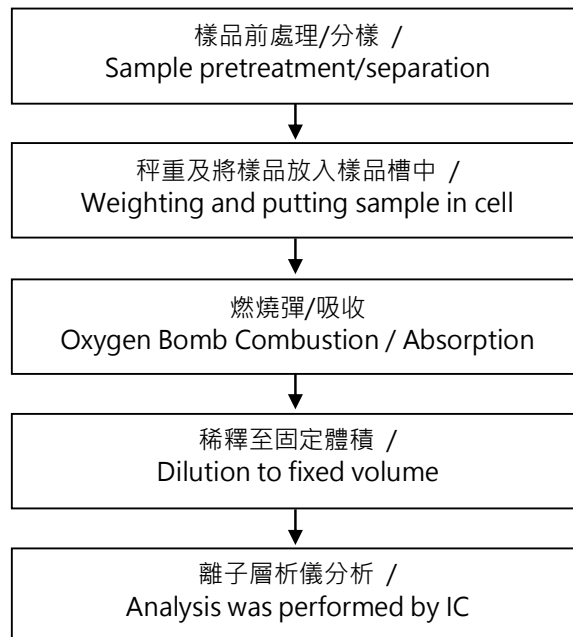 樣品前處理/分樣 /
Sample pretreatment/separation
秤重及將樣品放入樣品槽中 /
Weighting and putting sample in cell
燃燒彈/吸收
Oxygen Bomb Combustion / Absorption
稀釋至固定體積 /
Dilution to fixed volume
離子層析儀分析 /
Analysis was performed by IC